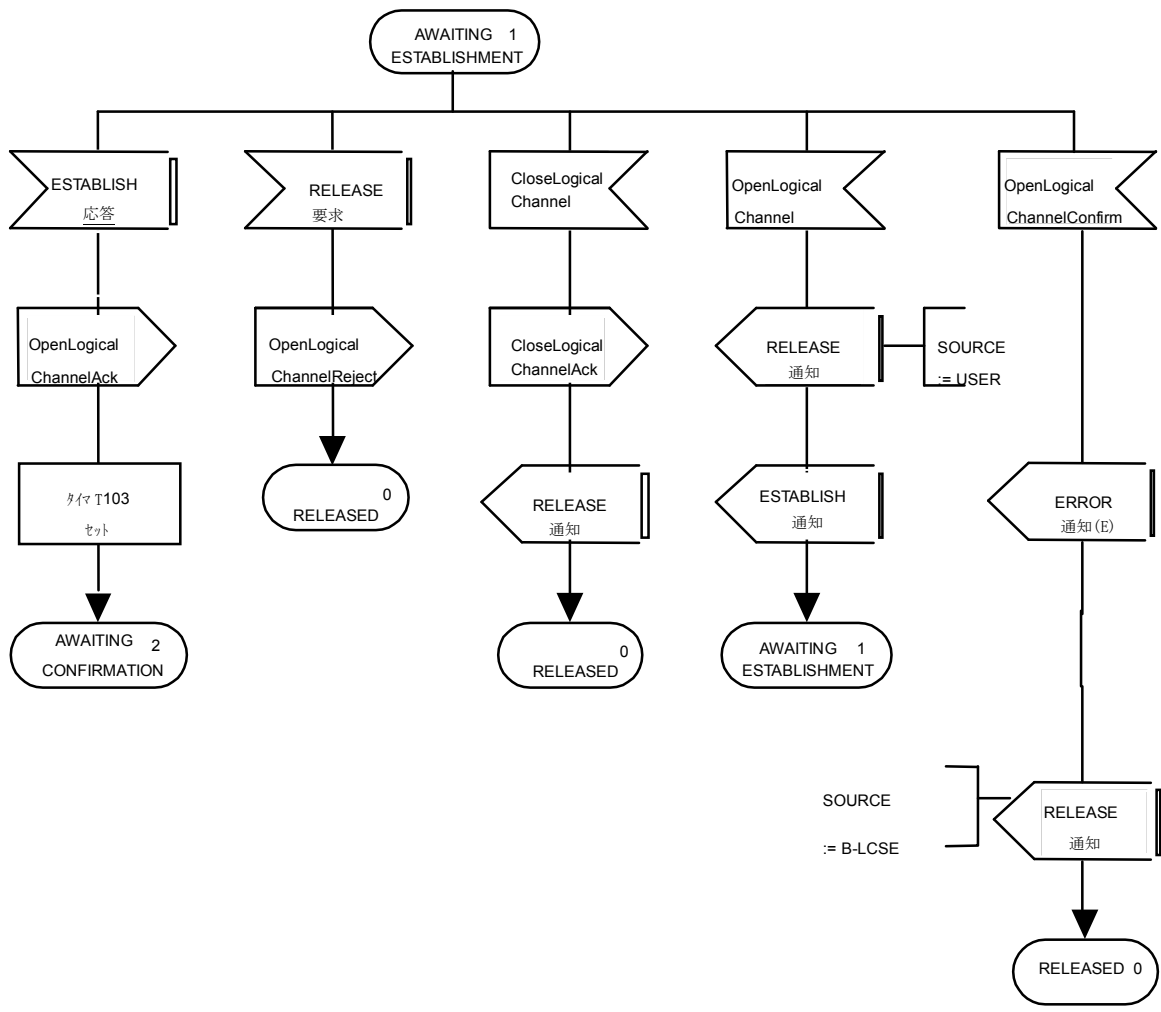 AWAITING 1
ESTABLISHMENT
ESTABLISH
応答
RELEASE
要求
CloseLogical
Channel
OpenLogical
Channel
OpenLogical
ChannelConfirm
OpenLogical
ChannelAck
OpenLogical
ChannelReject
CloseLogical
ChannelAck
RELEASE
通知
SOURCE
:= USER
ﾀｲﾏ T103
ｾｯﾄ
0
RELEASED
RELEASE
通知
ESTABLISH
通知
ERROR
通知(E)
AWAITING 2
CONFIRMATION
0
RELEASED
AWAITING 1
ESTABLISHMENT
SOURCE
:= B-LCSE
RELEASE
通知
RELEASED 0